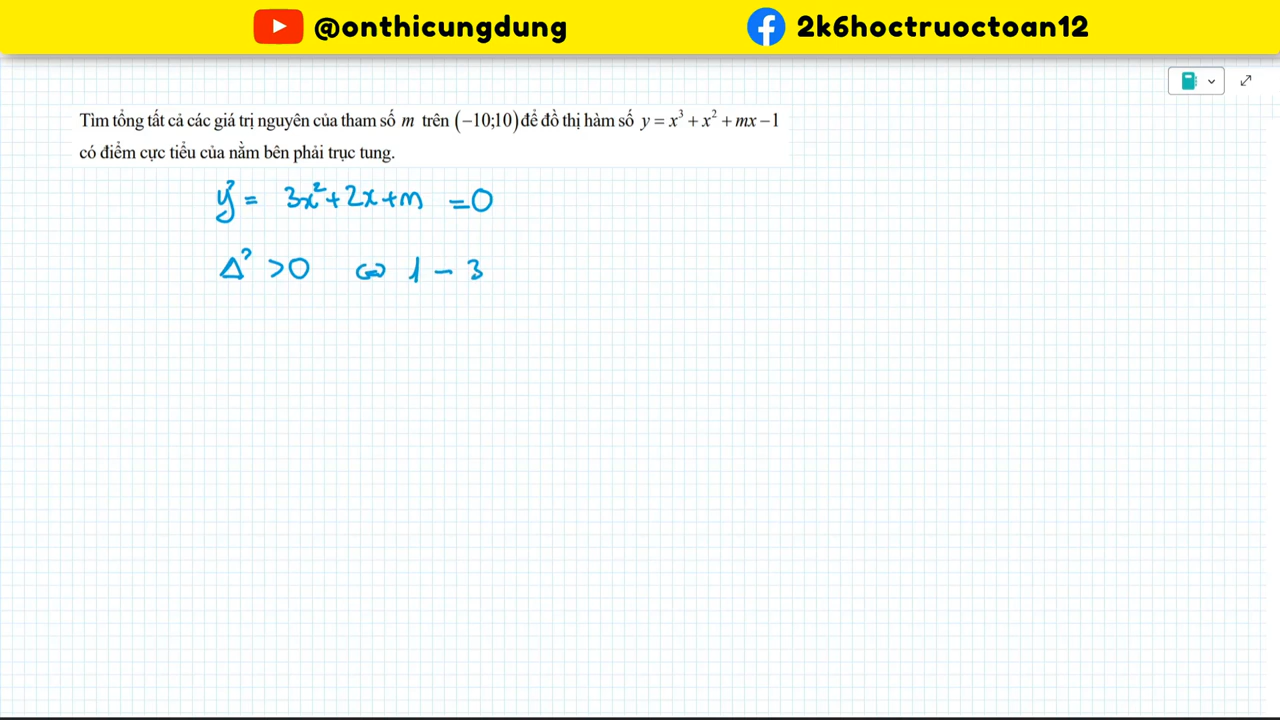 @onthicungdung 2k6hoctruoctoan12
Tìm tổng tất cả các giá trị nguyên của tham số m trên (−10;10) để đồ thị hàm số y = x³ + x² + mx − 1
có điểm cực tiểu của nằm bên phải trục tung.
y' = 3x² + 2x + m = 0
Δ' > 0 ⇔ 1 − 3